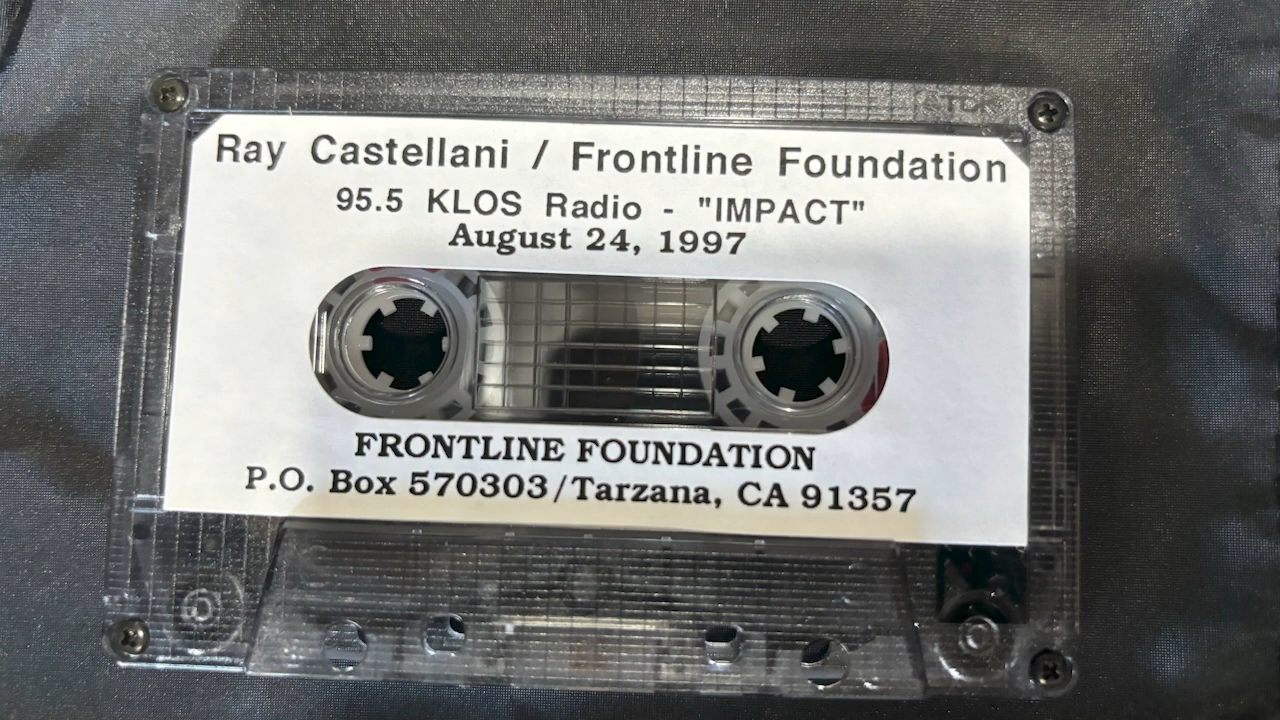 TDK
Ray Castellani / Frontline Foundation
95.5 KLOS Radio - "IMPACT"
August 24, 1997
FRONTLINE FOUNDATION
P.O. Box 570303/Tarzana, CA 91357